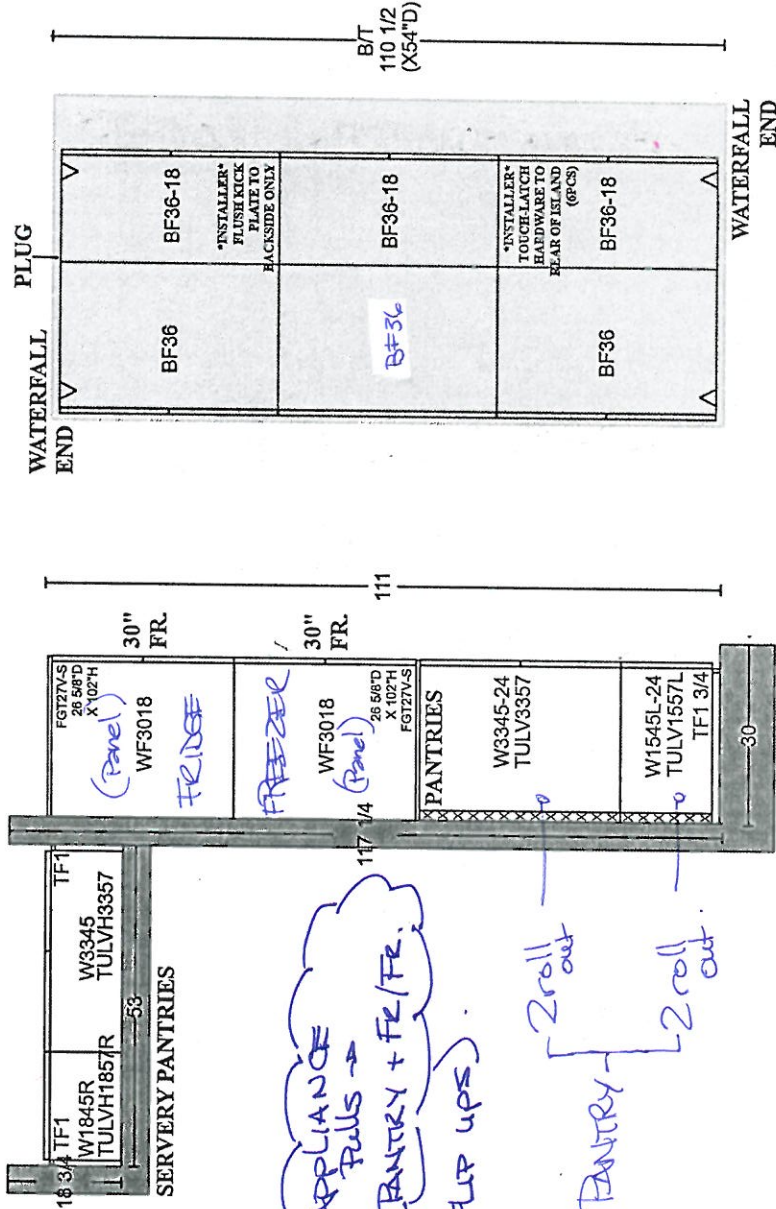 18 3/4
TF1
W1845R
TULVH1857R
TF1
W3345
TULVH3357
53
SERVERY PANTRIES
APPLIANCE
Pulls →
PANTRY + FR/FR.
UPS).
PANTRY
2 roll
out
2 roll
out.
FGT27V-S
26 5/8"D
X 102"H
(Panel)
WF3018
FRIDGE
30"
FR.
FREEZER
WF3018
(Panel)
26 5/8"D
X 102"H
FGT27V-S
30"
FR.
117 1/4
PANTRIES
W3345-24
TULV3357
W1545L-24
TULV1557L
TF1 3/4
30
111
WATERFALL
END
PLUG
BF36
BF36-18
*INSTALLER*
FLUSH KICK
PLATE TO
BACKSIDE ONLY
BF36
BF36-18
*INSTALLER*
TOUCH-LATCH
HARDWARE TO
REAR OF ISLAND
(6PCS)
BF36
BF36-18
WATERFALL
END
B/T
110 1/2
(X54"D)